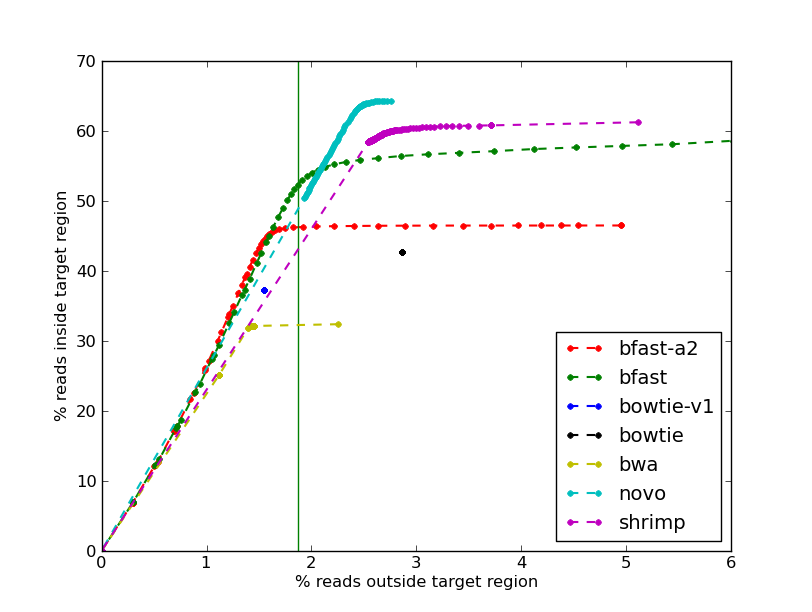 70
60
50
40
30
20
10
0
% reads inside target region
bfast-a2
bfast
bowtie-v1
bowtie
bwa
novo
shrimp
0 1 2 3 4 5 6
% reads outside target region